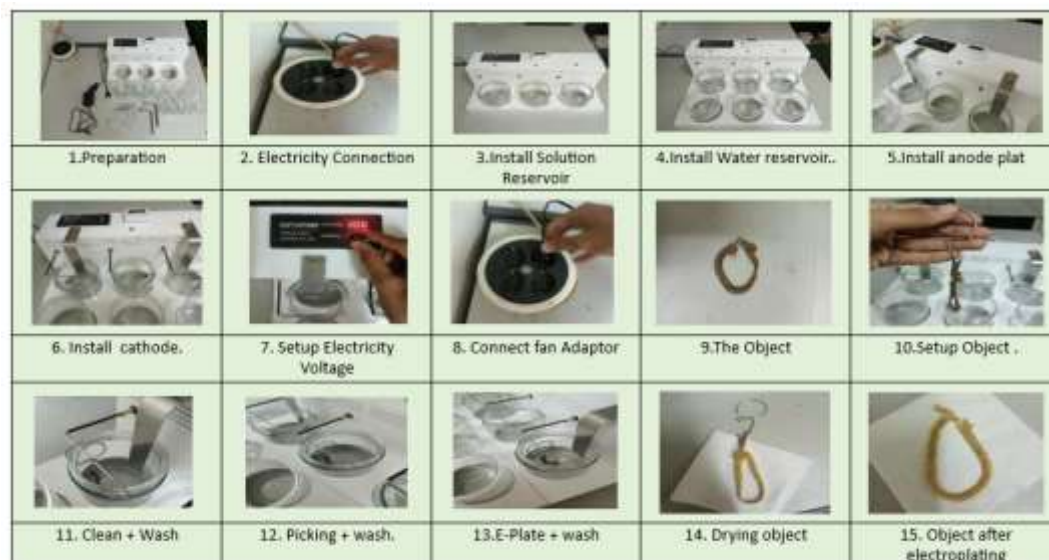 1.Preparation
2. Electricity Connection
3.Install Solution
Reservoir
4.Install Water reservoir..
5.Install anode plat
6. Install cathode.
7. Setup Electricity
Voltage
8. Connect fan Adaptor
9.The Object
10.Setup Object .
11. Clean + Wash
12. Picking + wash.
13.E-Plate + wash
14. Drying object
15. Object after
electroplating